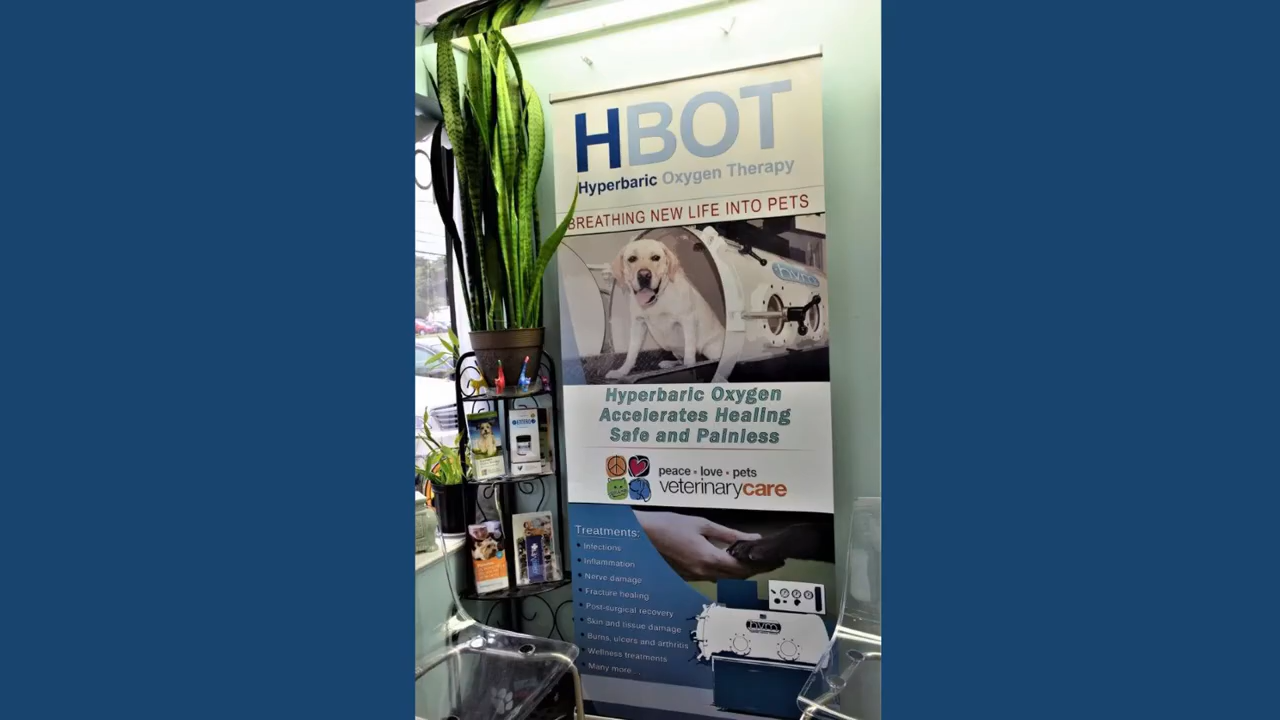 HBOT
Hyperbaric Oxygen Therapy
BREATHING NEW LIFE INTO PETS
hvm
Hyperbaric Oxygen
Accelerates Healing
Safe and Painless
peace • love • pets
veterinarycare
Treatments:
• Infections
• Inflammation
• Nerve damage
• Fracture healing
• Post-surgical recovery
• Skin and tissue damage
• Burns, ulcers and arthritis
• Wellness treatments
• Many more...
hvm